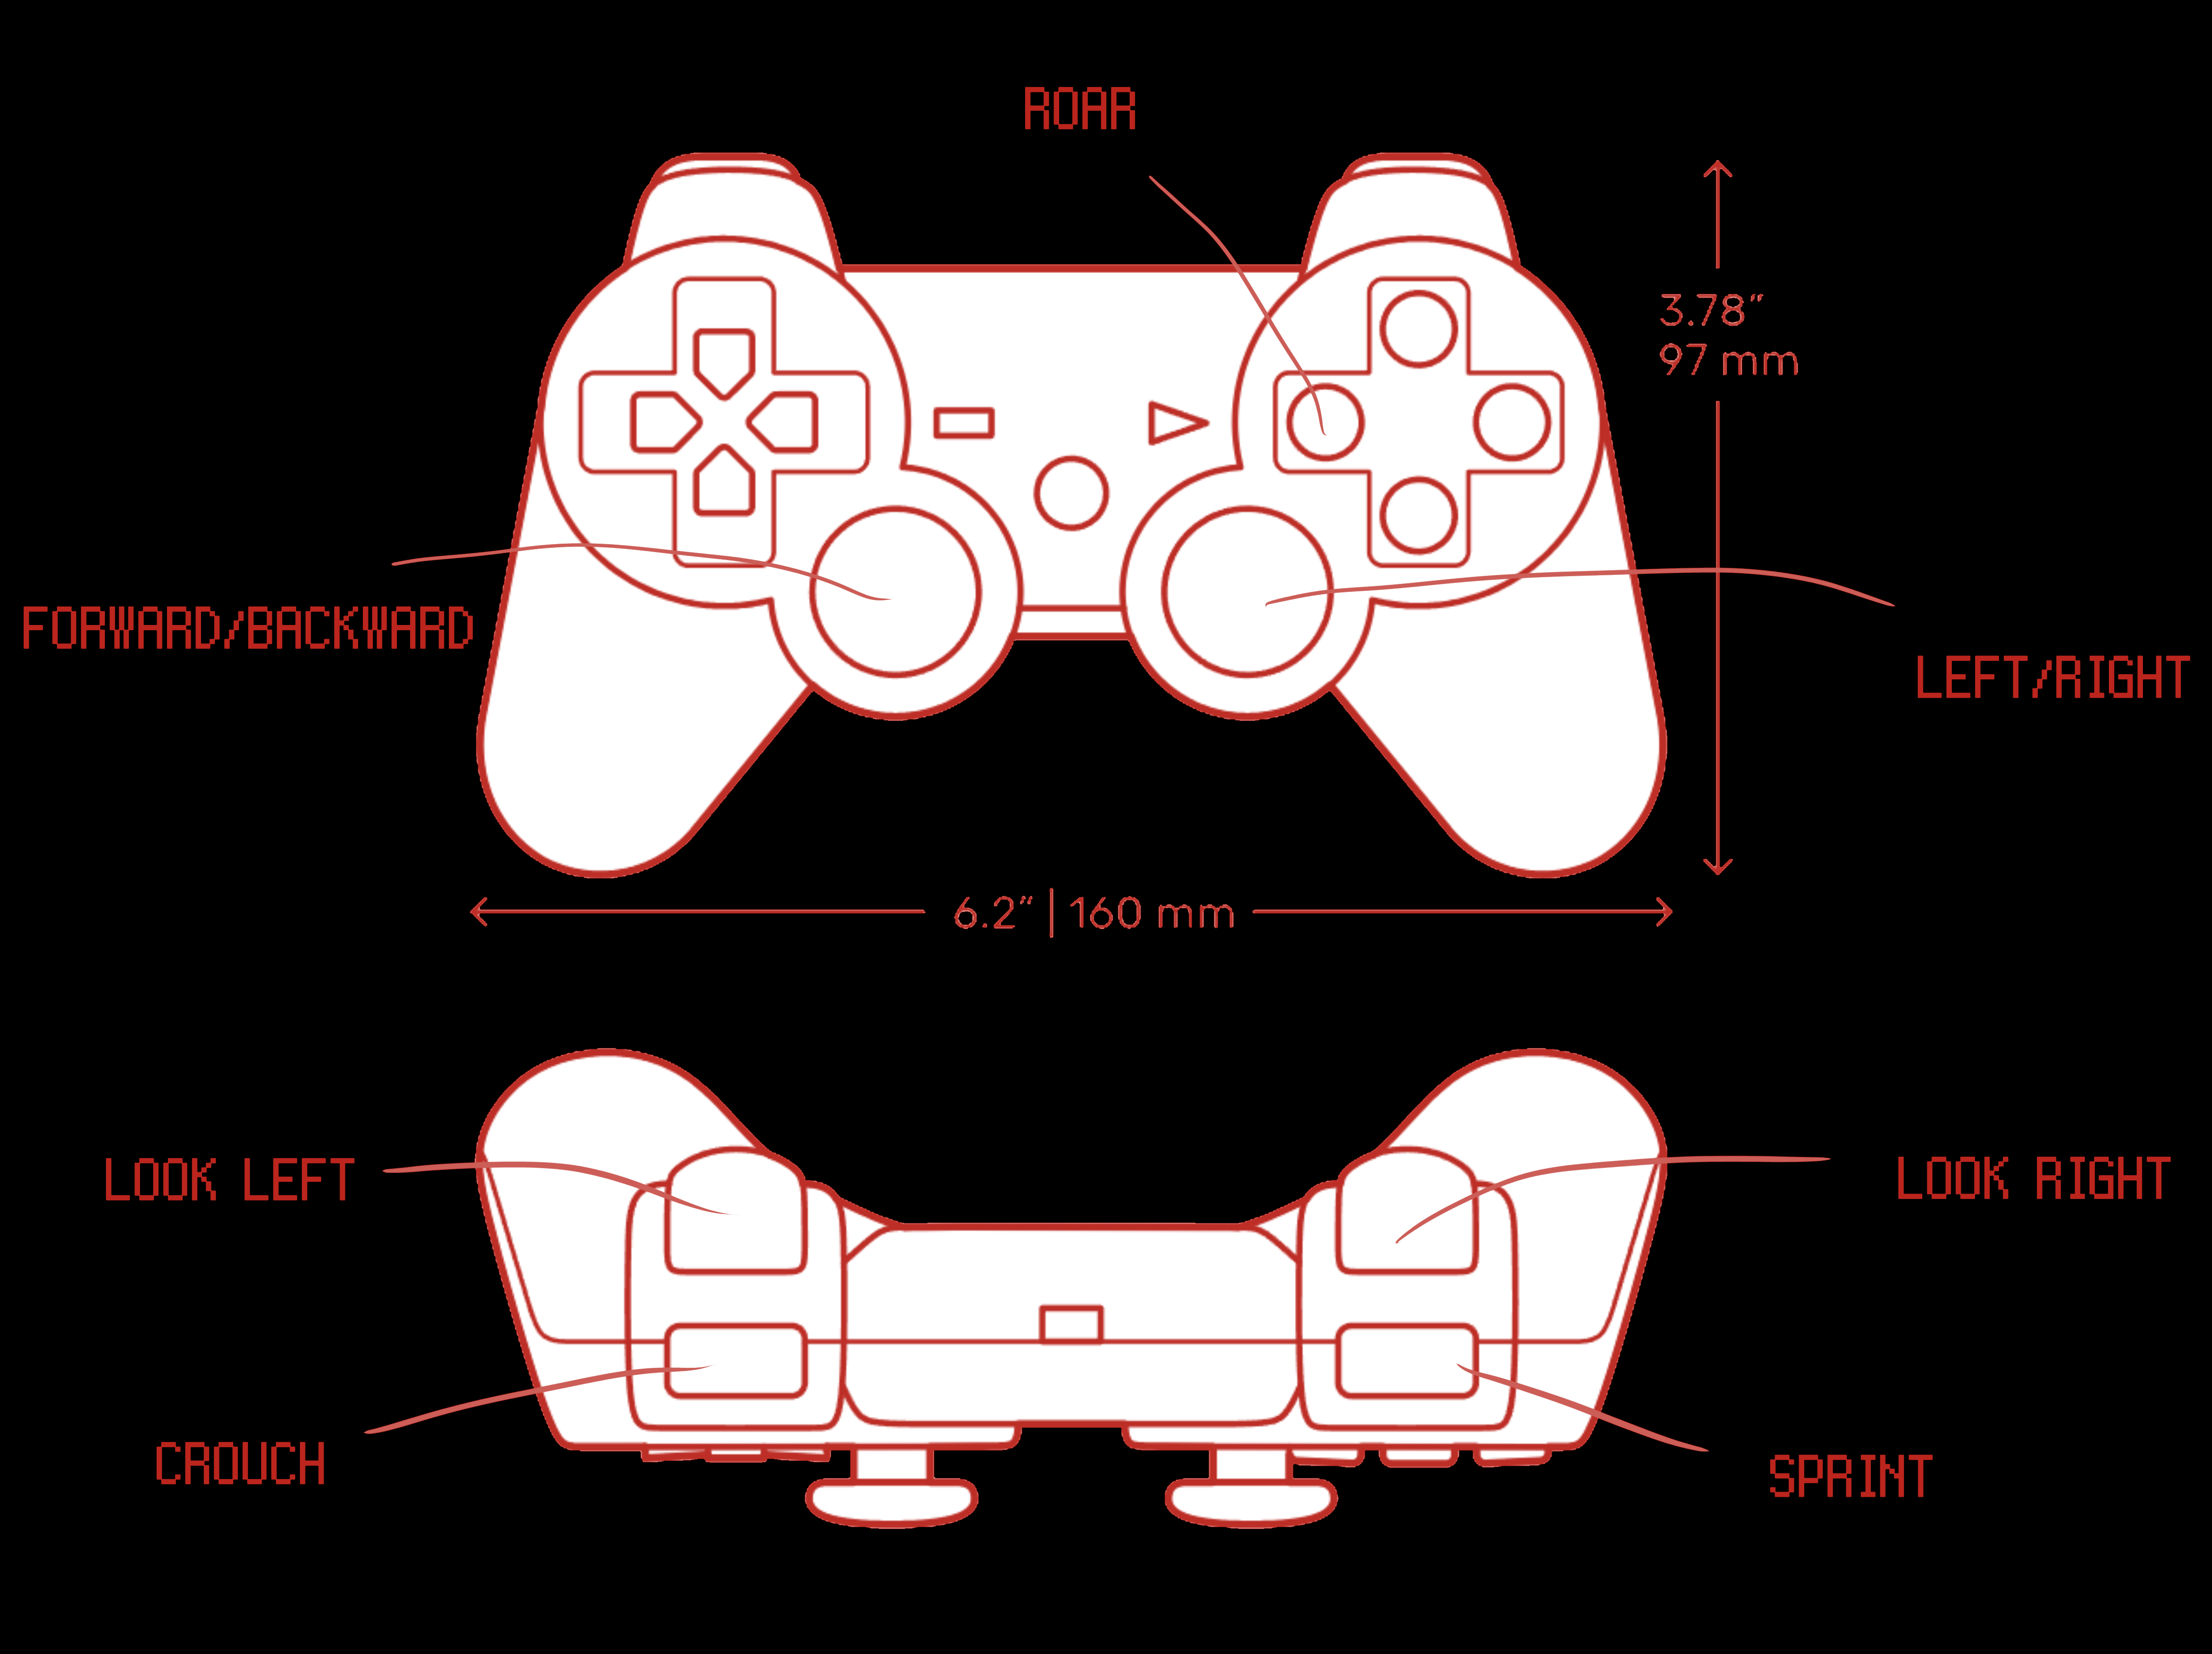 ROAR
3.78"
97 mm
FORWARD/BACKWARD
LEFT/RIGHT
6.2" | 160 mm
LOOK LEFT
LOOK RIGHT
CROUCH
SPRINT